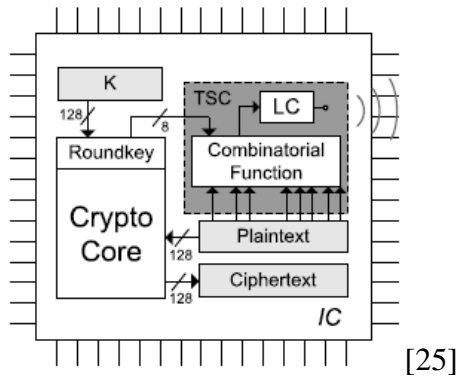 K
TSC
LC
128
8
Roundkey
Combinatorial
Function
Crypto
Core
Plaintext
128
Ciphertext
128
IC
[25]